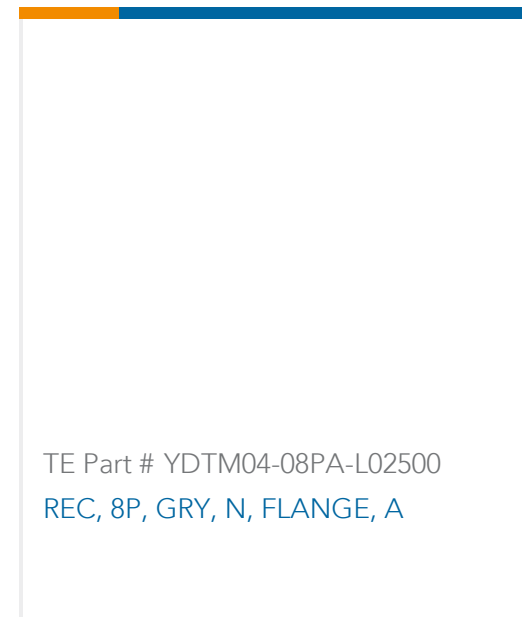 TE Part # YDTM04-08PA-L02500
REC, 8P, GRY, N, FLANGE, A